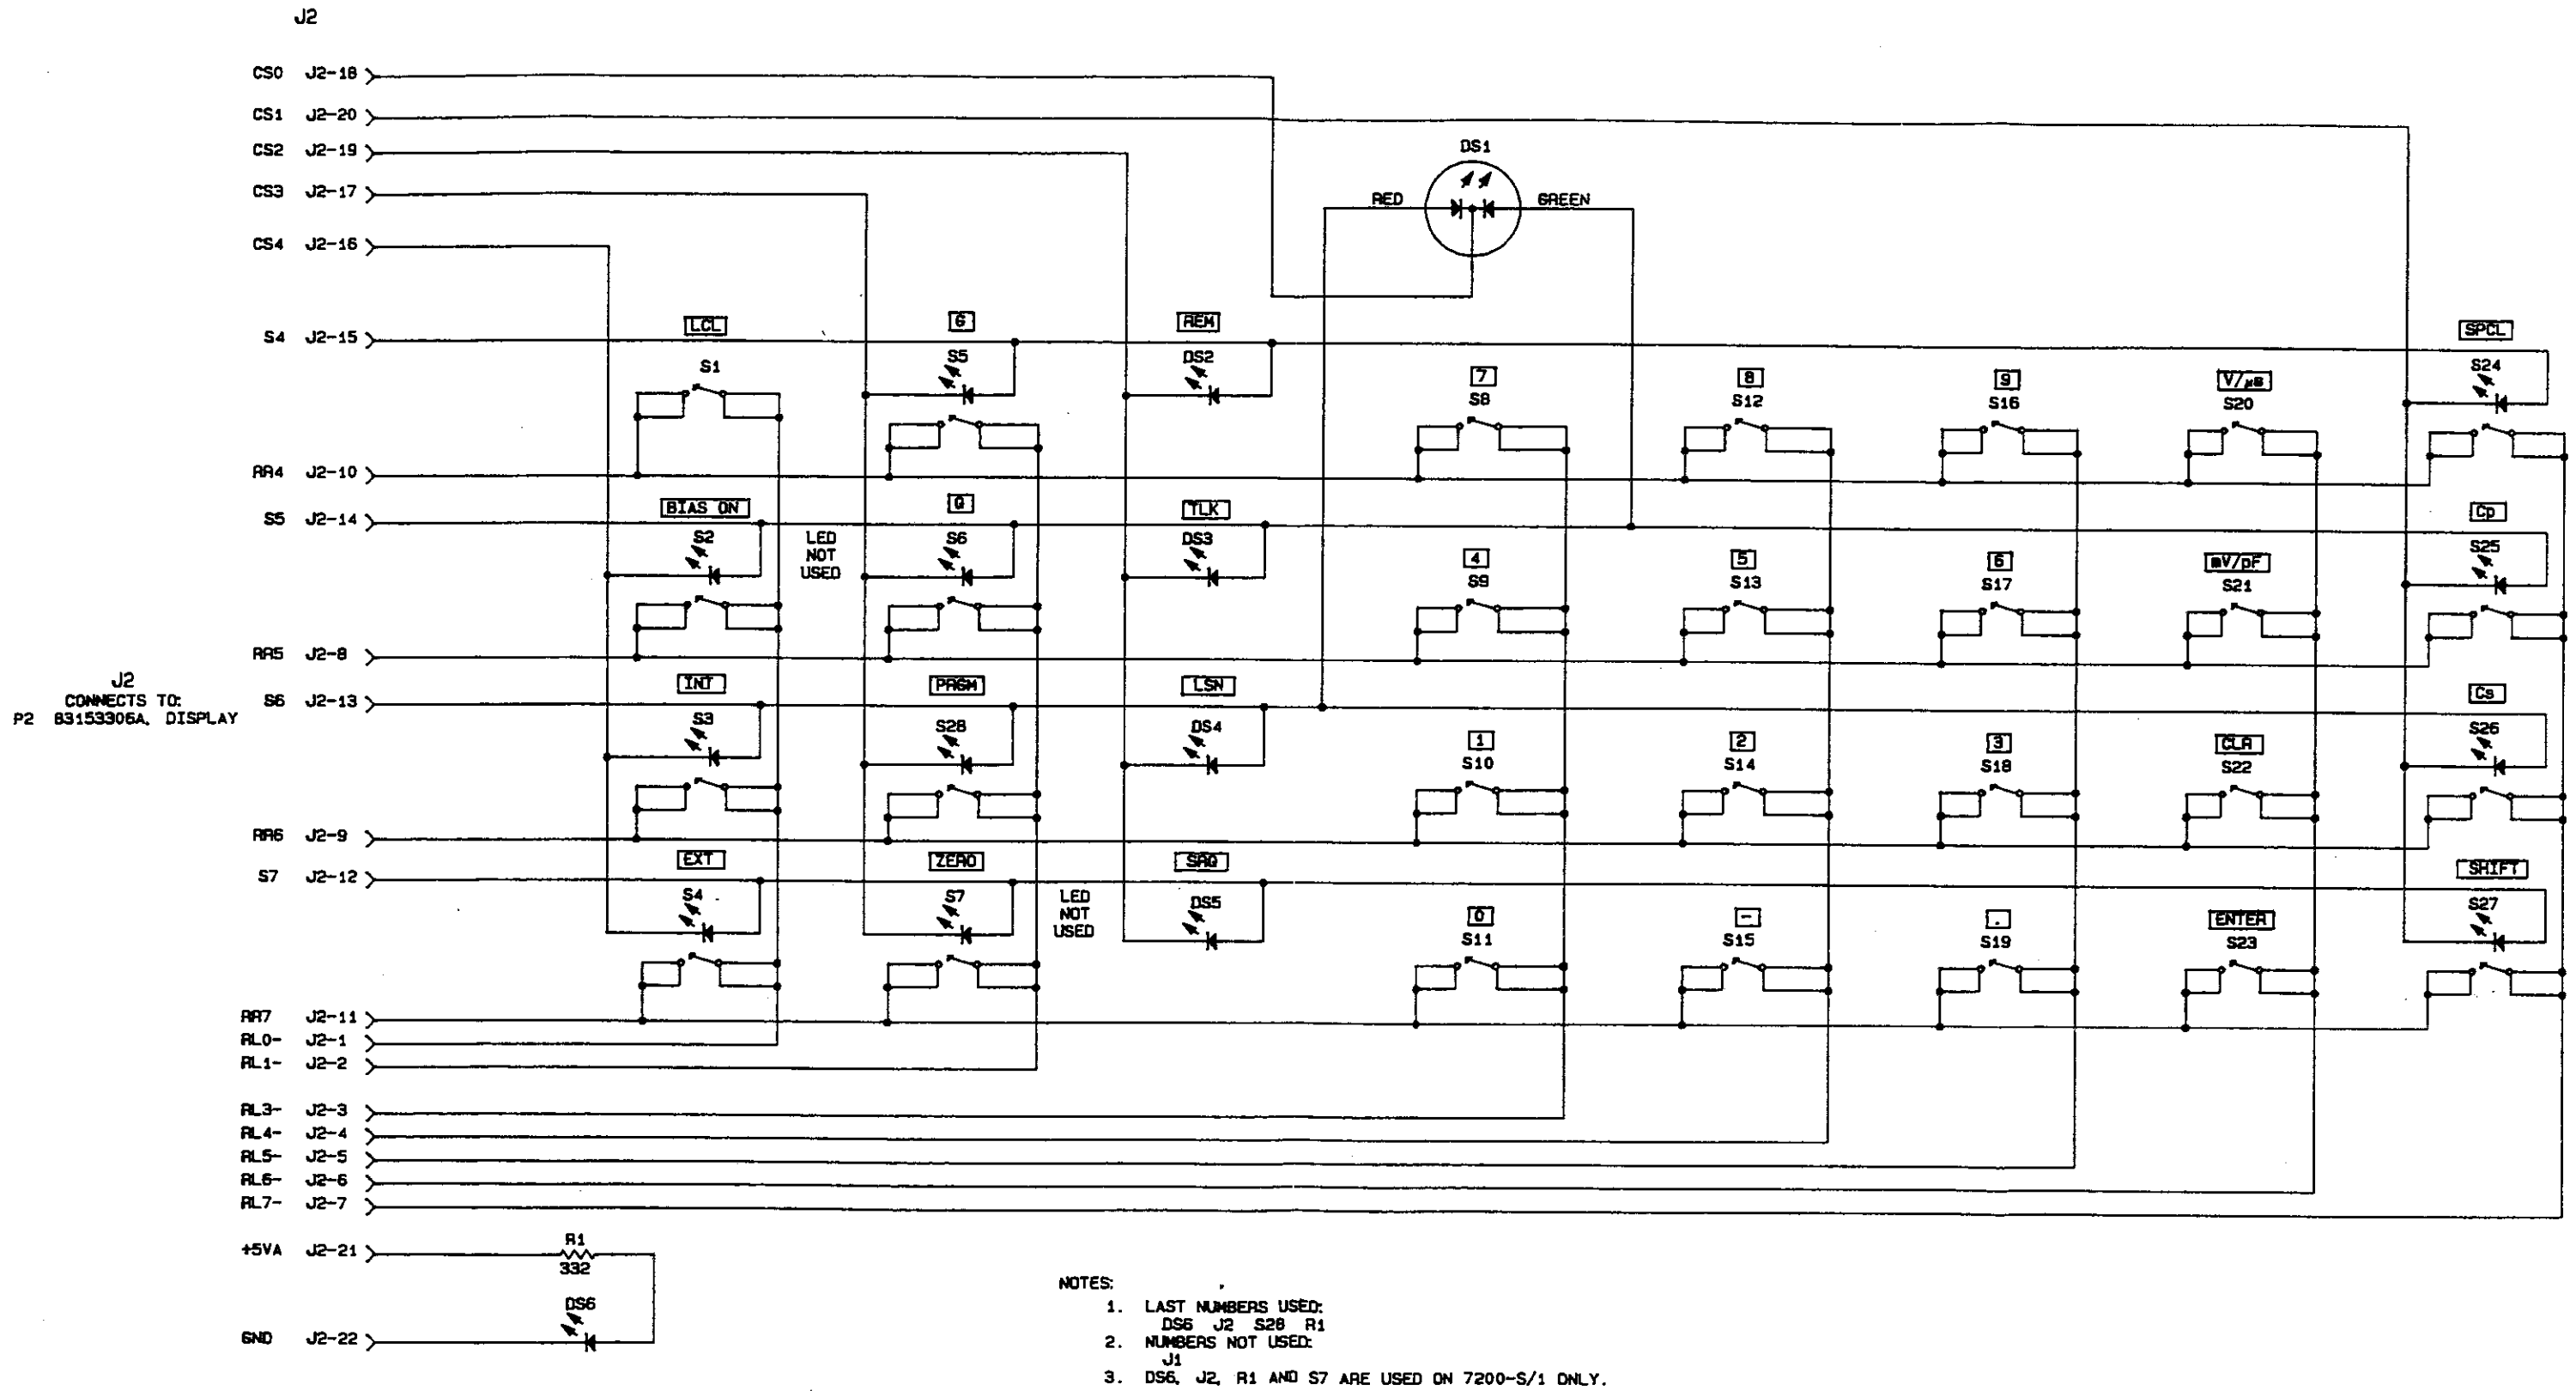 J2
CS0 J2-18
CS1 J2-20
CS2 J2-19
CS3 J2-17
CS4 J2-16
DS1
RED GREEN
S4 J2-15
LCL
G
REM
SPCL
S1
S5
DS2
7
S8
8
S12
9
S16
V/µs
S20
S24
RA4 J2-10
S5 J2-14
BIAS ON
Q
TLK
Cp
S2
LED
NOT
USED
S6
DS3
4
S9
5
S13
6
S17
mV/pF
S21
S25
RA5 J2-8
J2
CONNECTS TO:
P2 83153306A, DISPLAY
S6 J2-13
INT
PRGM
LSN
Cs
S3
S28
DS4
1
S10
2
S14
3
S18
CLR
S22
S26
RA6 J2-9
S7 J2-12
EXT
ZERO
SRQ
SHIFT
S4
S7
LED
NOT
USED
DS5
0
S11
-
S15
.
S19
ENTER
S23
S27
RA7 J2-11
RL0- J2-1
RL1- J2-2
RL3- J2-3
RL4- J2-4
RL5- J2-5
RL6- J2-6
RL7- J2-7
+5VA J2-21
R1
332
DS6
GND J2-22
NOTES:
1. LAST NUMBERS USED:
DS6 J2 S28 R1
2. NUMBERS NOT USED:
J1
3. DS6, J2, R1 AND S7 ARE USED ON 7200-S/1 ONLY.